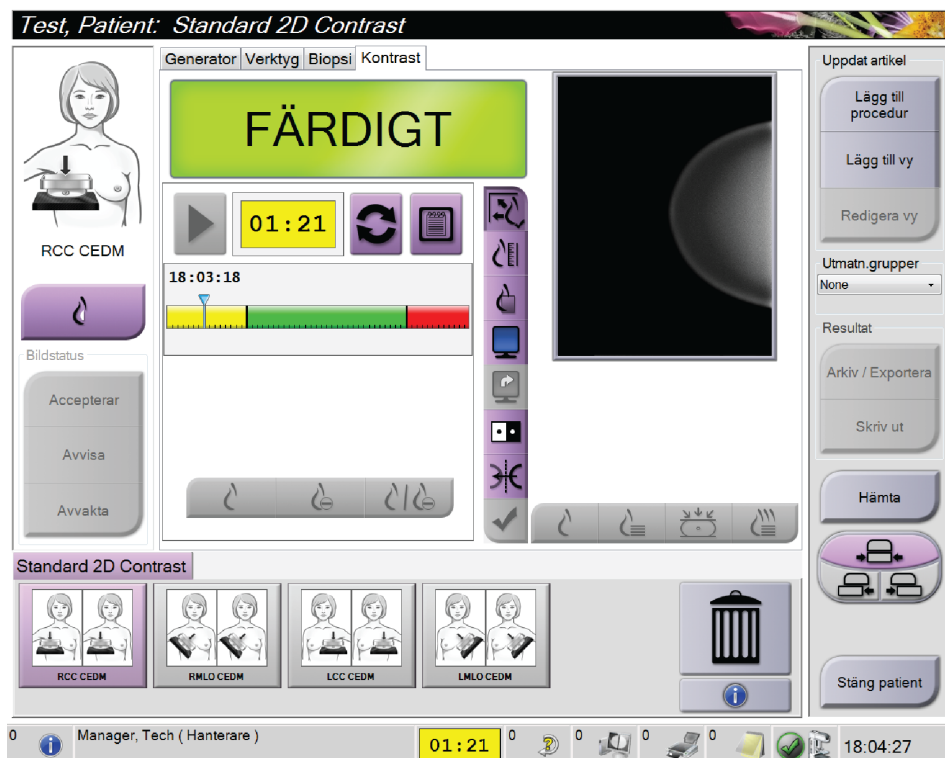 Test, Patient: Standard 2D Contrast
Generator Verktyg Biopsi Kontrast
FÄRDIGT
01:21
18:03:18
RCC CEDM
Bildstatus
Accepterar
Avvisa
Avvakta
Uppdat artikel
Lägg till
procedur
Lägg till vy
Redigera vy
Utmatn.grupper
None
Resultat
Arkiv / Exportera
Skriv ut
Hämta
Stäng patient
Standard 2D Contrast
RCC CEDM
RMLO CEDM
LCC CEDM
LMLO CEDM
0 Manager, Tech ( Hanterare ) 01:21 0 0 0 0 18:04:27